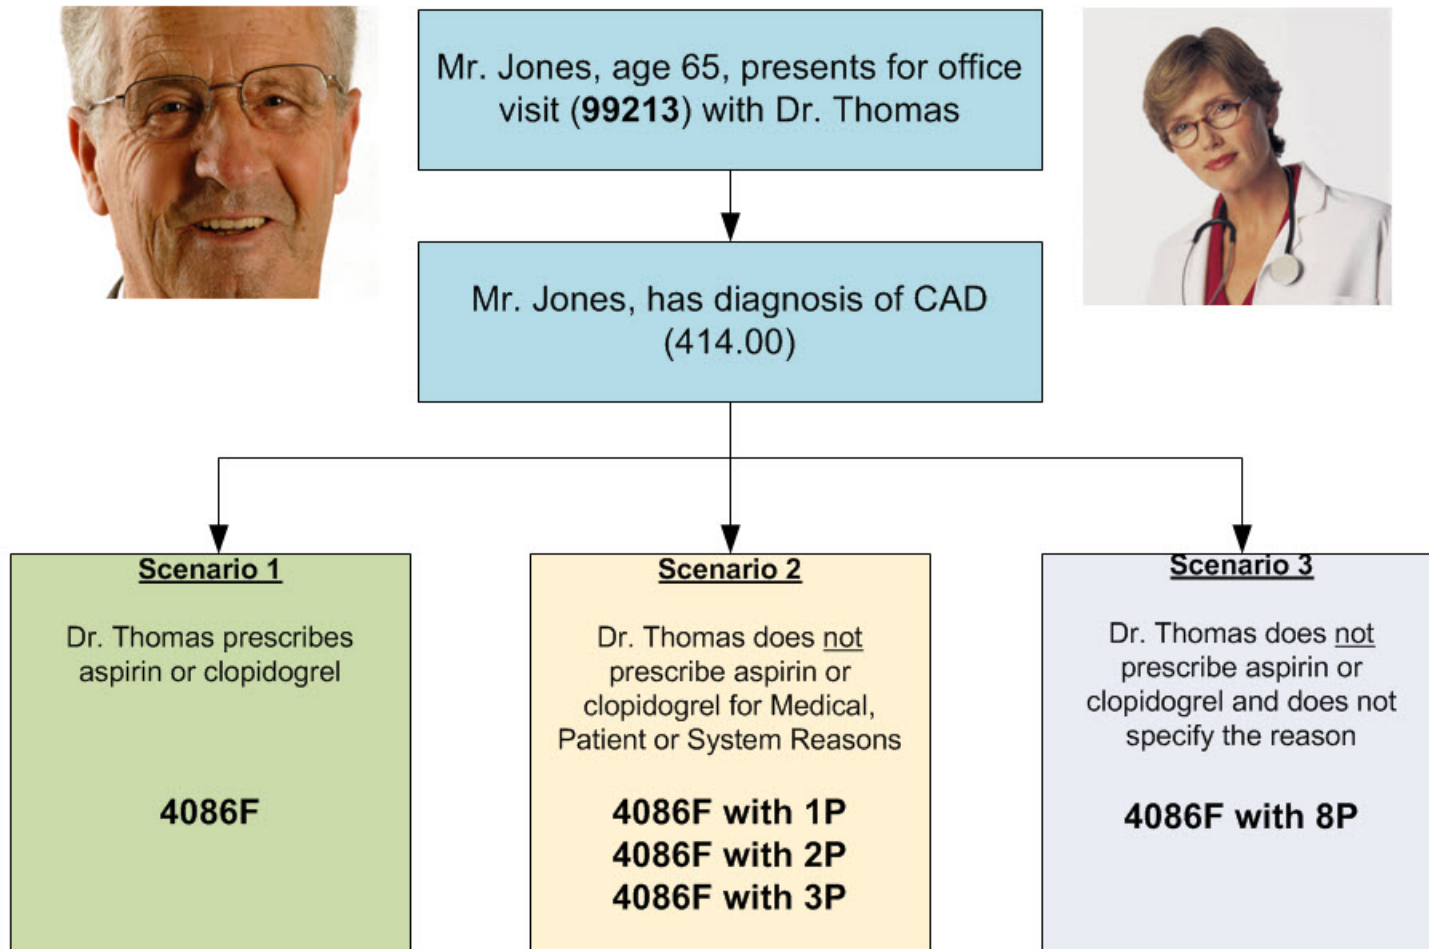 Mr. Jones, age 65, presents for office
visit (99213) with Dr. Thomas
Mr. Jones, has diagnosis of CAD
(414.00)
Scenario 1
Dr. Thomas prescribes
aspirin or clopidogrel
4086F
Scenario 2
Dr. Thomas does not
prescribe aspirin or
clopidogrel for Medical,
Patient or System Reasons
4086F with 1P
4086F with 2P
4086F with 3P
Scenario 3
Dr. Thomas does not
prescribe aspirin or
clopidogrel and does not
specify the reason
4086F with 8P